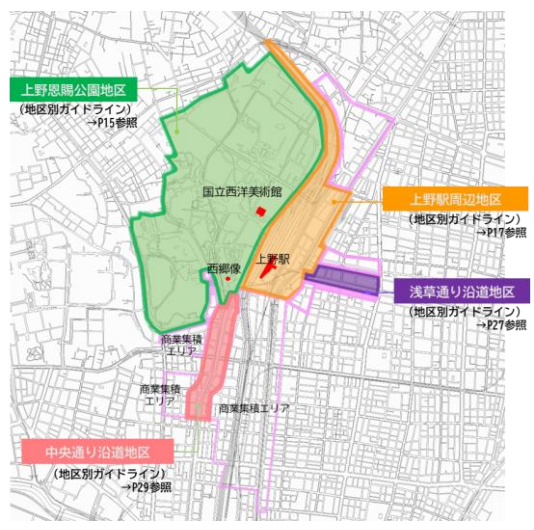 上野恩賜公園地区
(地区別ガイドライン)
→P15参照
国立西洋美術館
上野駅周辺地区
(地区別ガイドライン)
→P17参照
上野駅
西郷像
浅草通り沿道地区
(地区別ガイドライン)
→P27参照
商業集積
エリア
商業集積
エリア
商業集積エリア
中央通り沿道地区
(地区別ガイドライン)
→P29参照